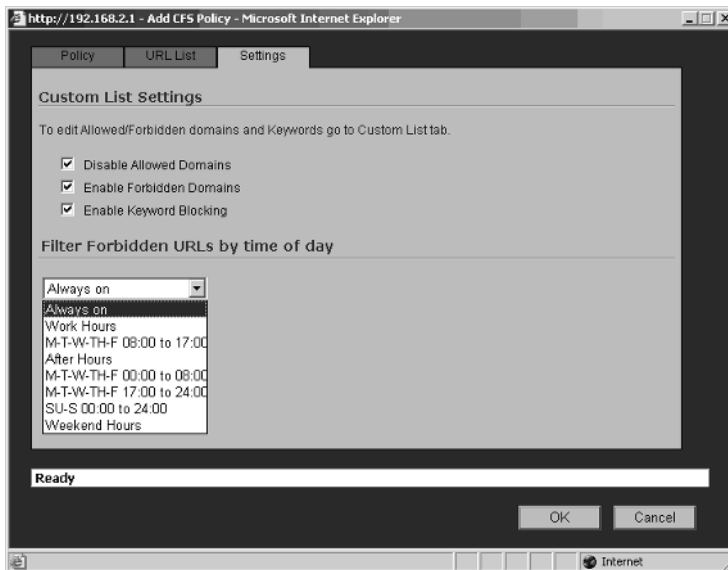 http://192.168.2.1 - Add CFS Policy - Microsoft Internet Explorer
Policy URL List Settings
Custom List Settings
To edit Allowed/Forbidden domains and Keywords go to Custom List tab.
Disable Allowed Domains
Enable Forbidden Domains
Enable Keyword Blocking
Filter Forbidden URLs by time of day
Always on
Always on
Work Hours
M-T-W-TH-F 08:00 to 17:00
After Hours
M-T-W-TH-F 00:00 to 08:00
M-T-W-TH-F 17:00 to 24:00
SU-S 00:00 to 24:00
Weekend Hours
Ready
OK Cancel
Internet